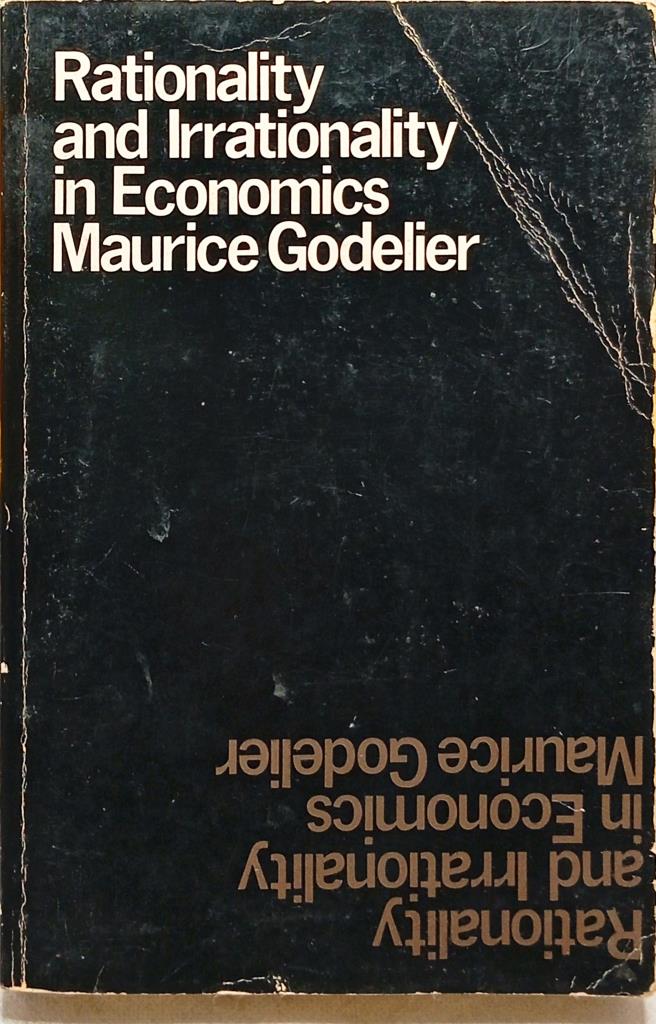 Rationality
and Irrationality
in Economics
Maurice Godelier
Rationality
and Irrationality
in Economics
Maurice Godelier